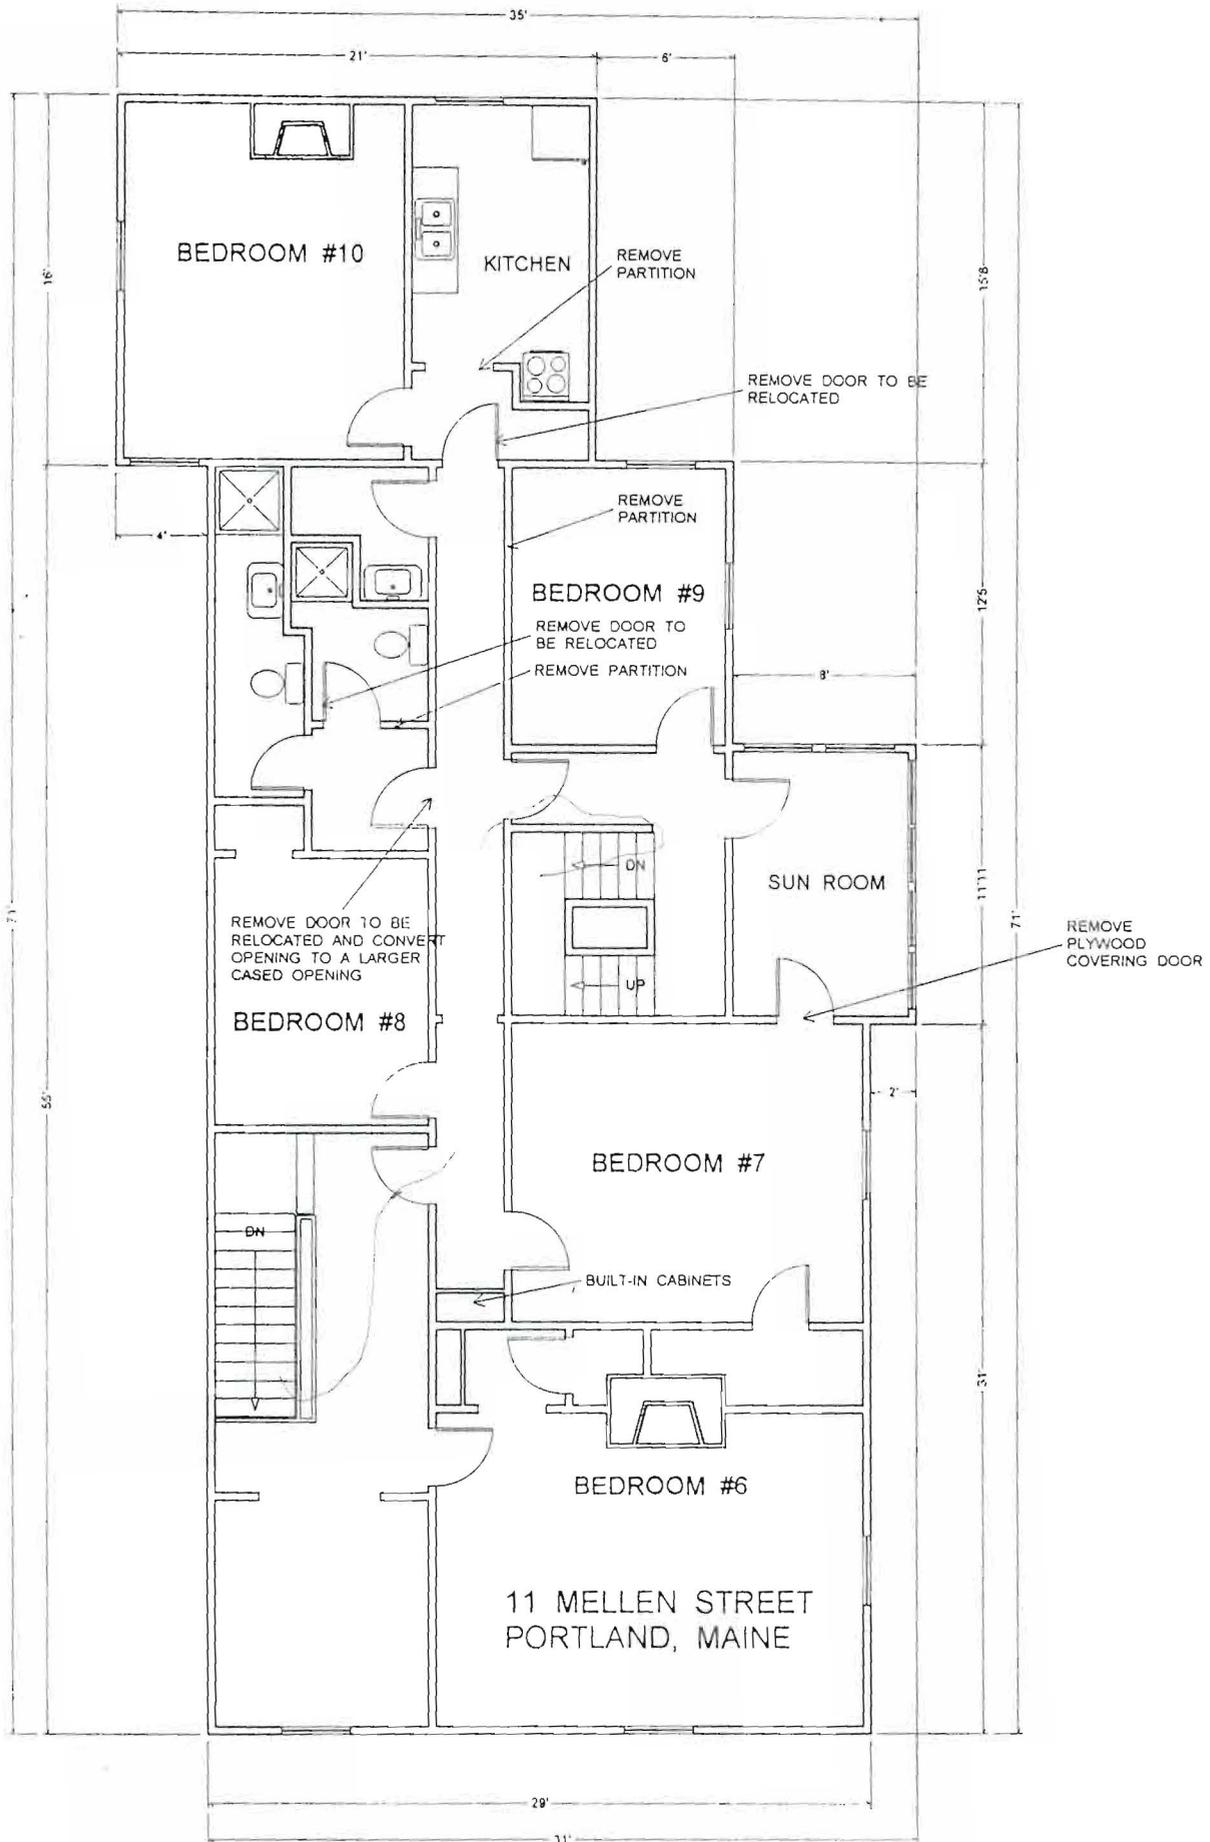 35'
21'
6'
BEDROOM #10
KITCHEN
REMOVE
PARTITION
16'
15'8
REMOVE DOOR TO BE
RELOCATED
REMOVE
PARTITION
4'
BEDROOM #9
12'5
REMOVE DOOR TO
BE RELOCATED
REMOVE PARTITION
8'
DN
SUN ROOM
11'11
REMOVE DOOR TO BE
RELOCATED AND CONVERT
OPENING TO A LARGER
CASED OPENING
71'
71'
REMOVE
PLYWOOD
COVERING DOOR
UP
BEDROOM #8
55'
2'
BEDROOM #7
DN
BUILT-IN CABINETS
31'
BEDROOM #6
11 MELLEN STREET
PORTLAND, MAINE
29'
31'